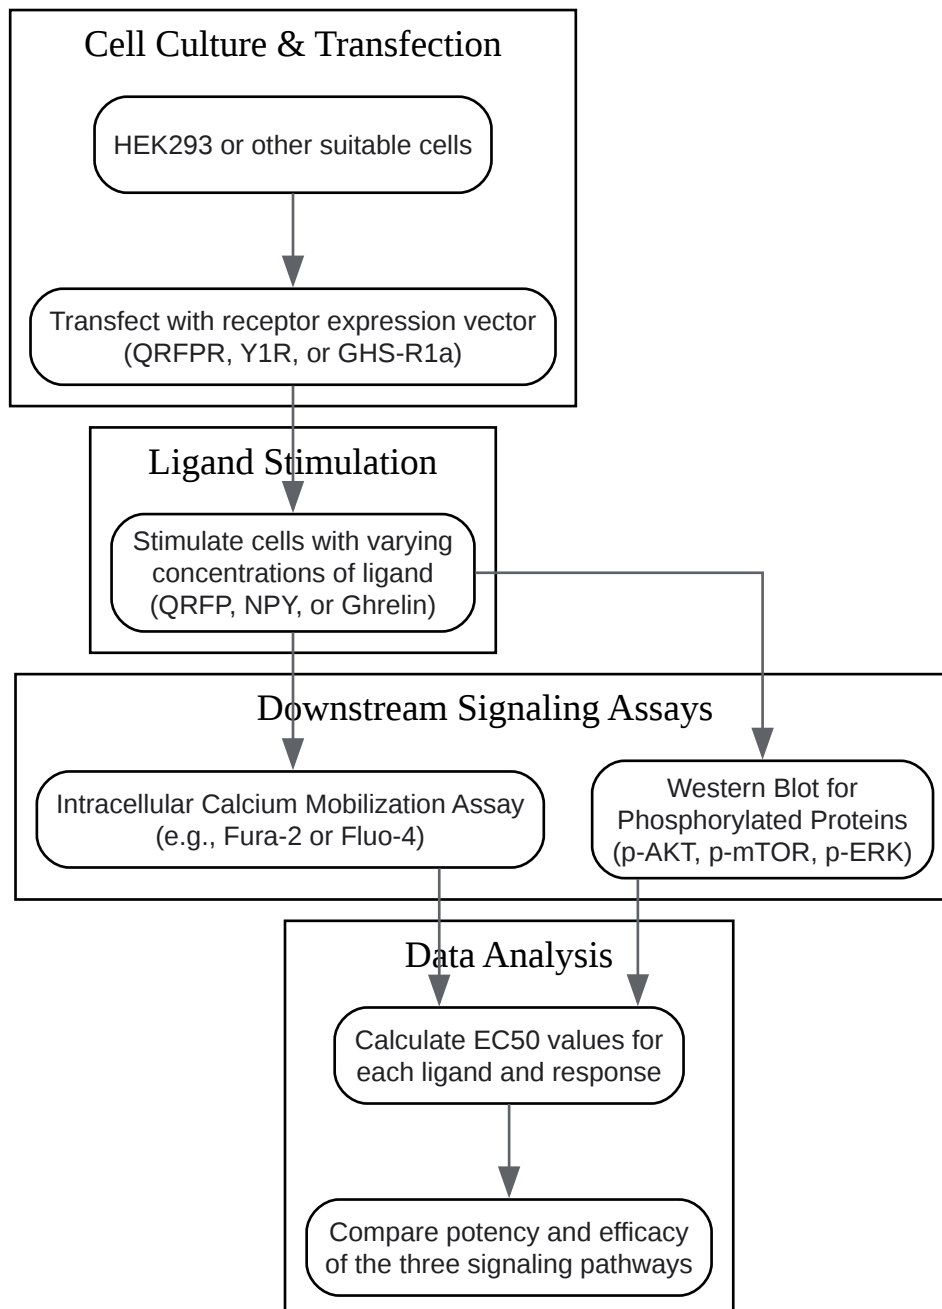 Cell Culture & Transfection
HEK293 or other suitable cells
Transfect with receptor expression vector
(QRFPR, Y1R, or GHS-R1a)
Ligand Stimulation
Stimulate cells with varying
concentrations of ligand
(QRFP, NPY, or Ghrelin)
Downstream Signaling Assays
Intracellular Calcium Mobilization Assay
(e.g., Fura-2 or Fluo-4)
Western Blot for
Phosphorylated Proteins
(p-AKT, p-mTOR, p-ERK)
Data Analysis
Calculate EC50 values for
each ligand and response
Compare potency and efficacy
of the three signaling pathways